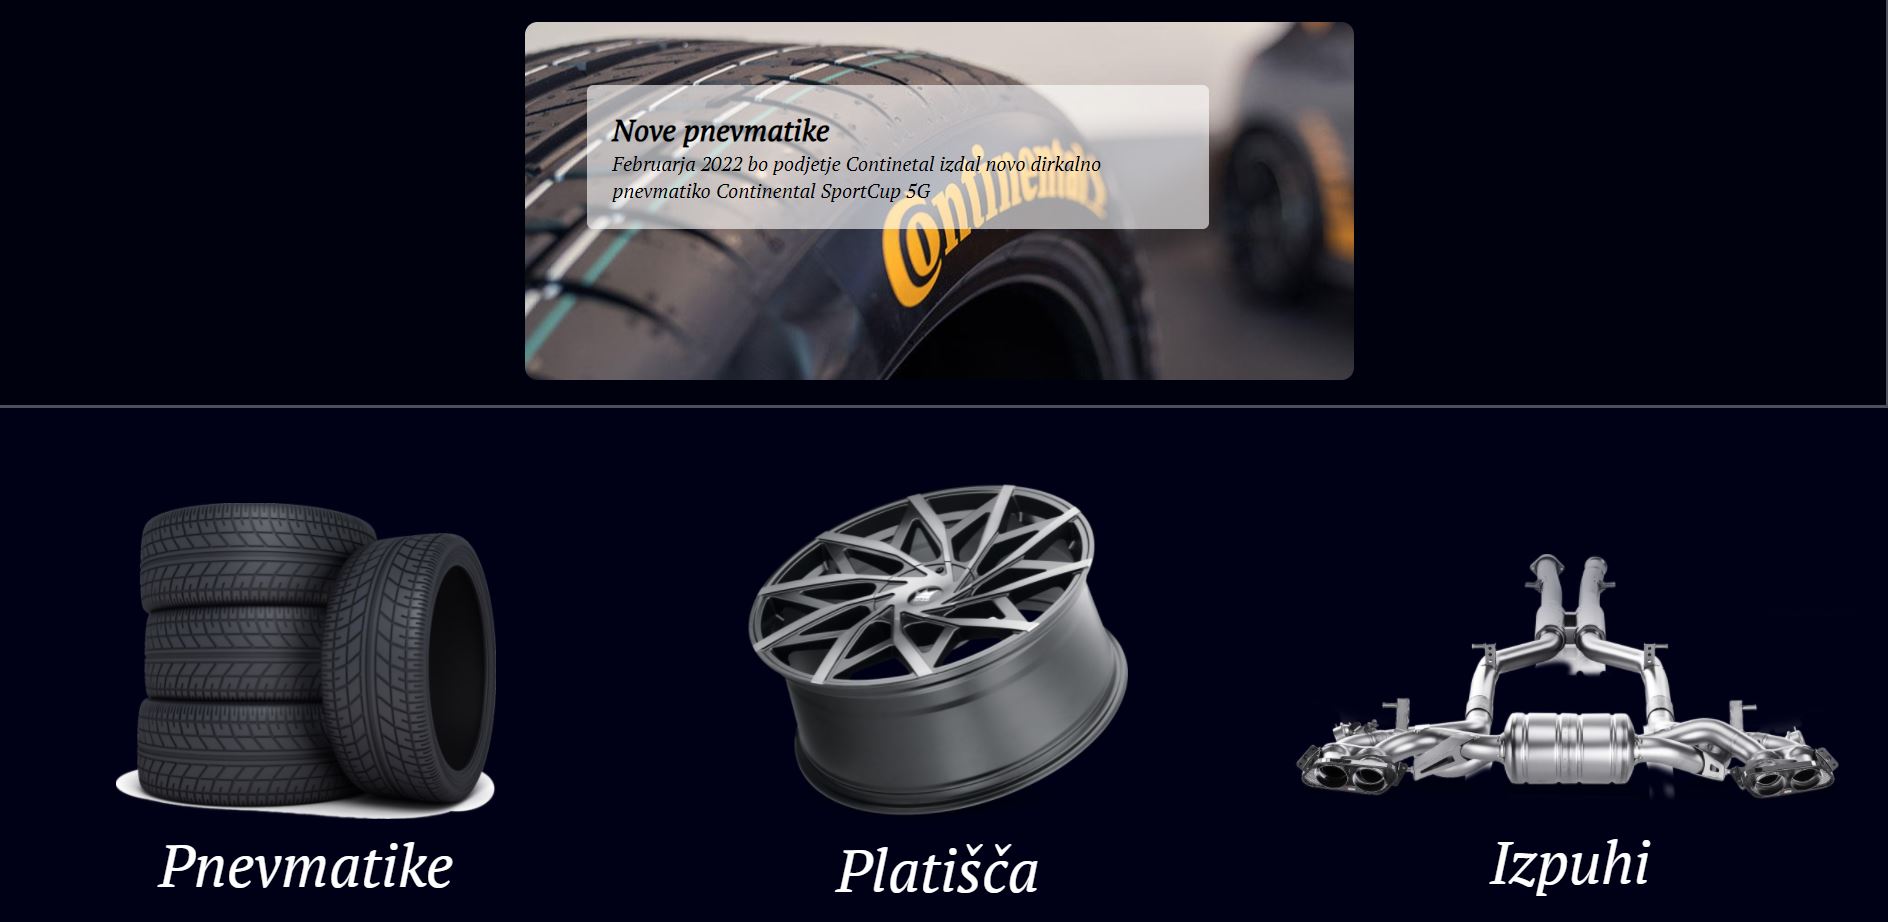 Nove pnevmatike
Februarja 2022 bo podjetje Continetal izdal novo dirkalno
pnevmatiko Continental SportCup 5G
Continental
Pnevmatike
Platišča
Izpuhi